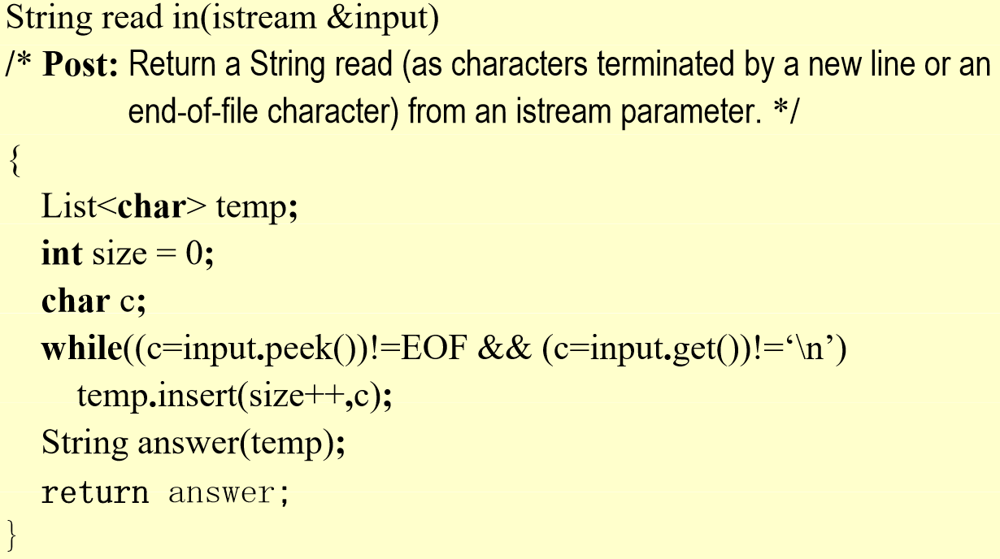 String read in(istream &input)
/* Post: Return a String read (as characters terminated by a new line or an
end-of-file character) from an istream parameter. */
{
List<char> temp;
int size = 0;
char c;
while((c=input.peek())!=EOF && (c=input.get())!=‘\n’)
temp.insert(size++,c);
String answer(temp);
return answer;
}